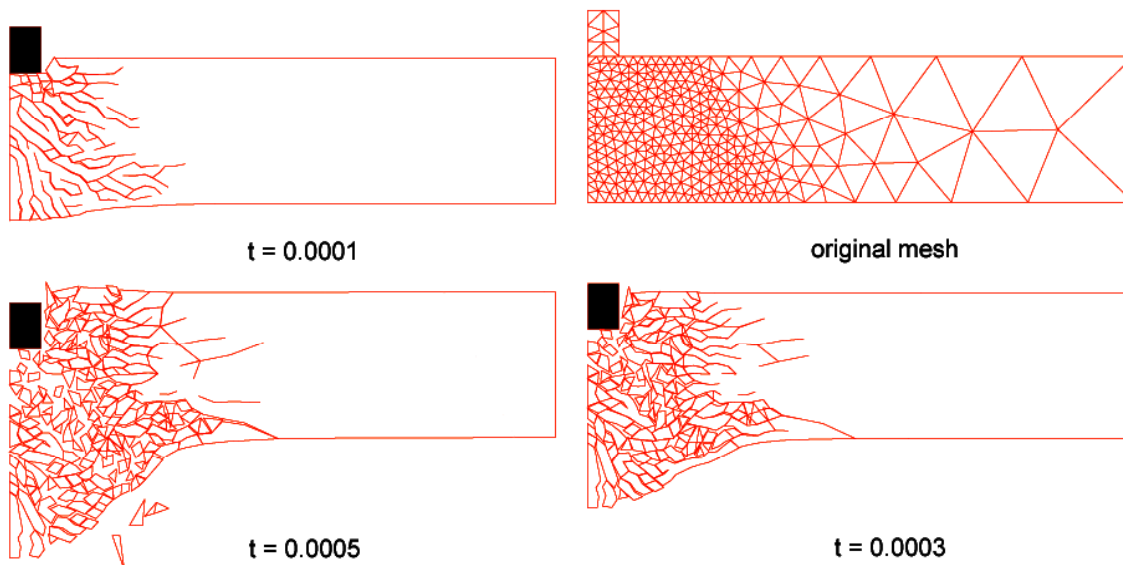 t = 0.0001
original mesh
t = 0.0005
t = 0.0003